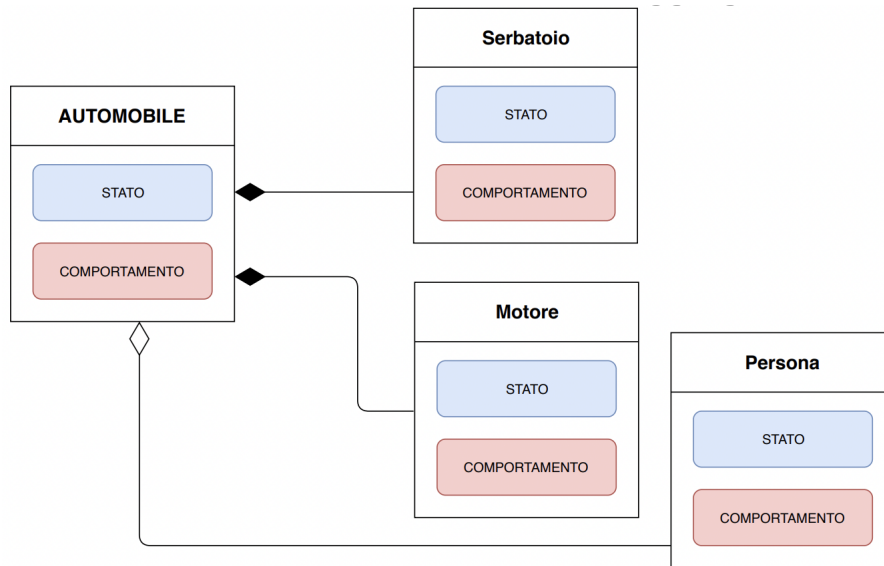 AUTOMOBILE
STATO
COMPORTAMENTO
Serbatoio
STATO
COMPORTAMENTO
Motore
STATO
COMPORTAMENTO
Persona
STATO
COMPORTAMENTO